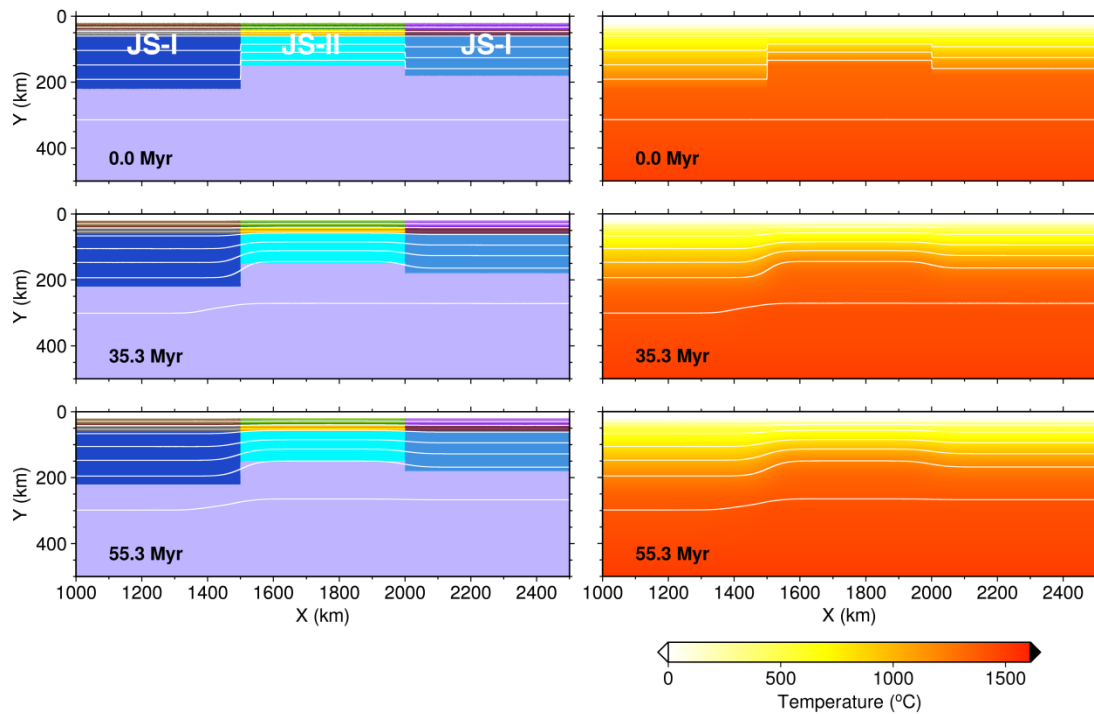 JS-I JS-II JS-I
0
200
400
Y (km)
0.0 Myr
0.0 Myr
0
200
400
Y (km)
35.3 Myr
35.3 Myr
0
200
400
Y (km)
55.3 Myr
55.3 Myr
1000 1200 1400 1600 1800 2000 2200 2400
X (km)
1000 1200 1400 1600 1800 2000 2200 2400
X (km)
0 500 1000 1500
Temperature (ºC)